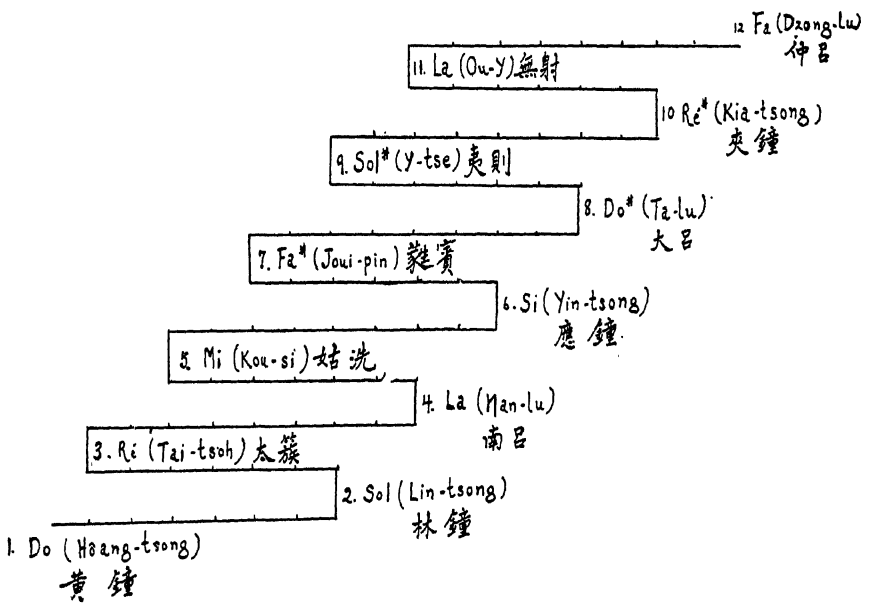 12 Fa (Dzong-lu)
仲呂
11. La (Ou-Y) 無射
10 Ré# (Kia-tsong)
夾鐘
9. Sol# (Y-tse) 夷則
8. Do# (Ta-lu)
大呂
7. Fa# (Joui-pin) 蕤賓
6. Si (Yin-tsong)
應鐘
5. Mi (Kou-si) 姑洗
4. La (Nan-lu)
南呂
3. Ré (Tai-tsoh) 太簇
2. Sol (Lin-tsong)
林鐘
1. Do (Hoang-tsong)
黃鐘